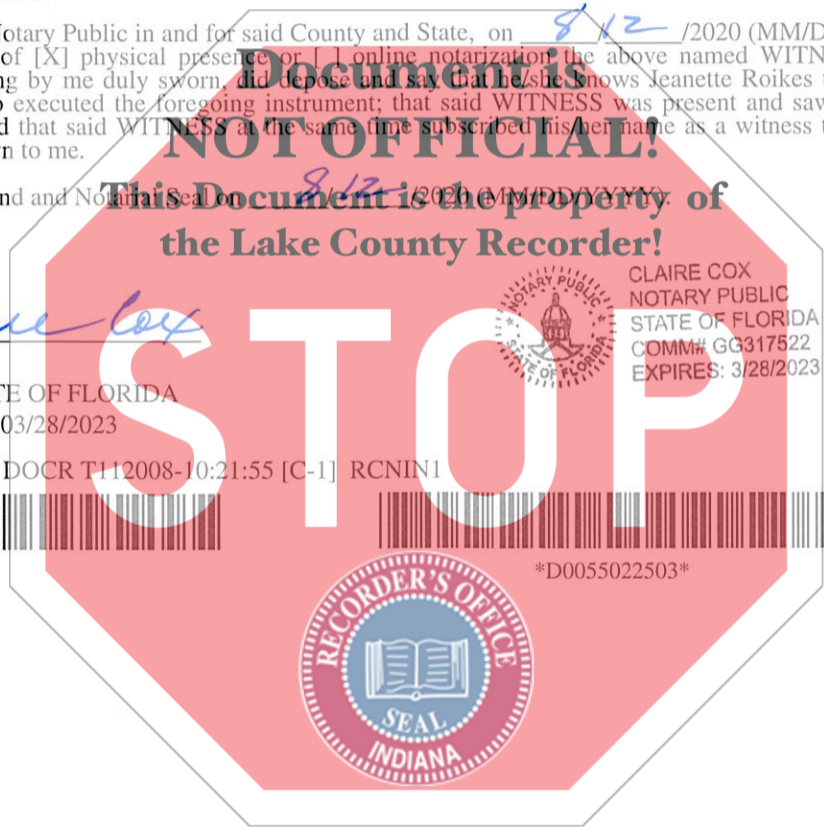 Notary Public in and for said County and State, on 8/12/2020 (MM/D
of [X] physical presence or [ ] online notarization the above named WITN
ng by me duly sworn, did depose and say that he/she knows Jeanette Roikes
o executed the foregoing instrument; that said WITNESS was present and saw
d that said WITNESS at the same time subscribed his/her name as a witness
n to me.
nd and Notarial Seal on 8/12/2020 (MM/DD/YYYY).
Document is
NOT OFFICIAL!
This Document is the property of
the Lake County Recorder!
Cox
NOTARY PUBLIC
STATE OF FLORIDA
CLAIRE COX
NOTARY PUBLIC
STATE OF FLORIDA
COMM# GG317522
EXPIRES: 3/28/2023
TE OF FLORIDA
03/28/2023
STOP
DOCR T112008-10:21:55 [C-1] RCNIN1
*D0055022503*
RECORDER'S OFFICE
SEAL
INDIANA